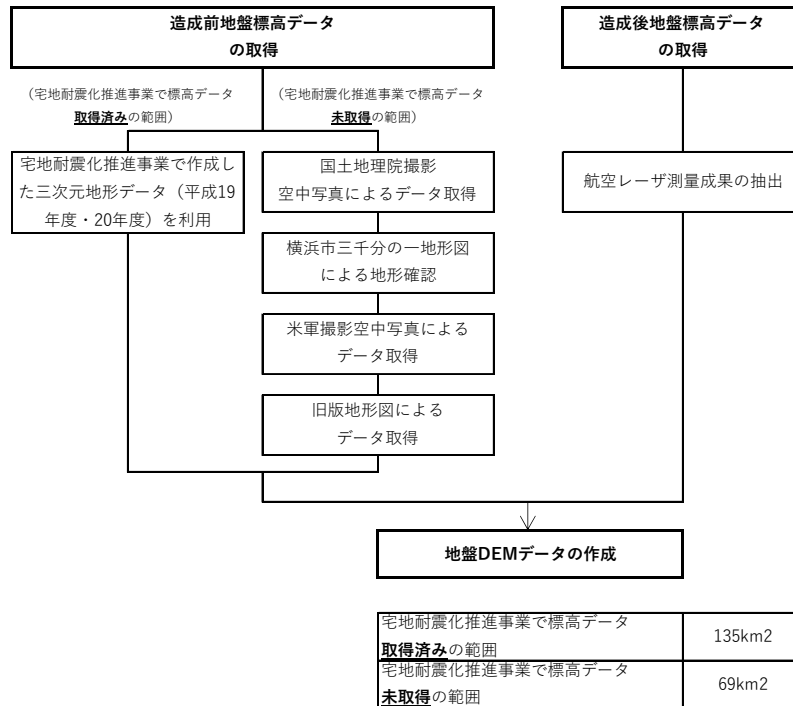 造成前地盤標高データ
の取得
造成後地盤標高データ
の取得
（宅地耐震化推進事業で標高データ
取得済みの範囲）
（宅地耐震化推進事業で標高データ
未取得の範囲）
宅地耐震化推進事業で作成し
た三次元地形データ（平成19
年度・20年度）を利用
国土地理院撮影
空中写真によるデータ取得
航空レーザ測量成果の抽出
横浜市三千分の一地形図
による地形確認
米軍撮影空中写真による
データ取得
旧版地形図による
データ取得
地盤DEMデータの作成
宅地耐震化推進事業で標高データ
取得済みの範囲
135km2
宅地耐震化推進事業で標高データ
未取得の範囲
69km2